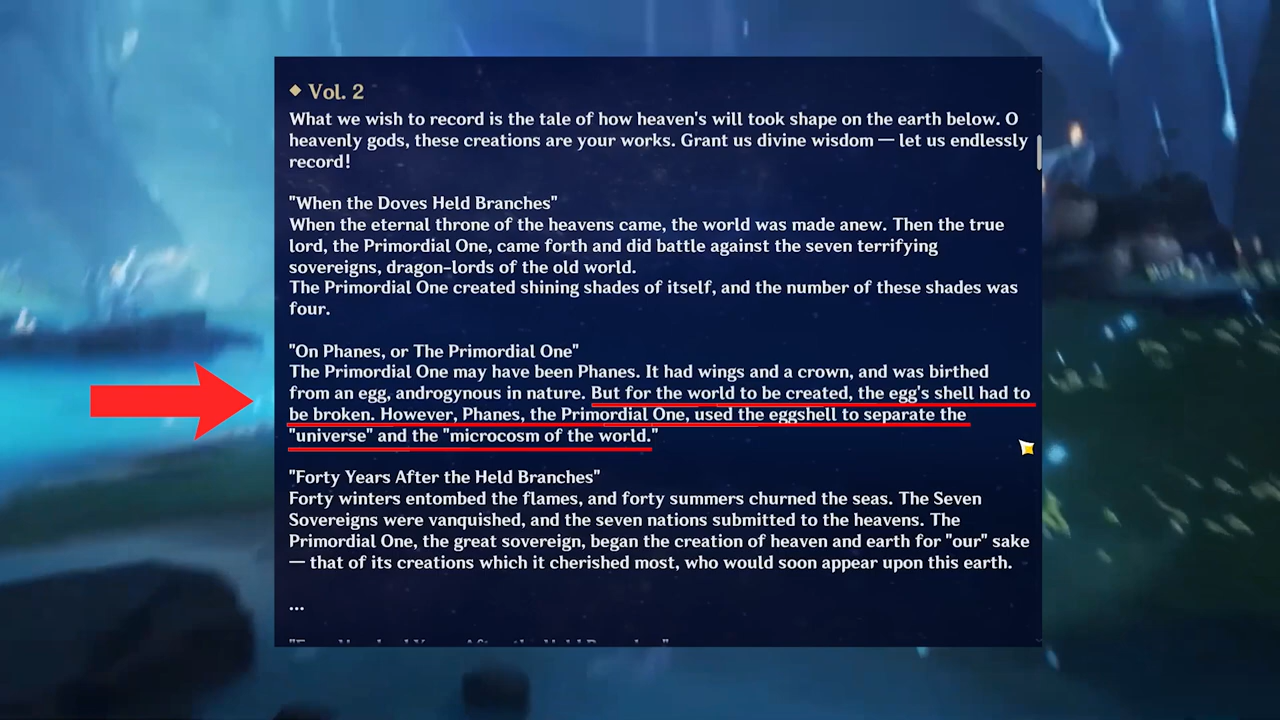 ◆ Vol. 2
What we wish to record is the tale of how heaven's will took shape on the earth below. O
heavenly gods, these creations are your works. Grant us divine wisdom — let us endlessly
record!
"When the Doves Held Branches"
When the eternal throne of the heavens came, the world was made anew. Then the true
lord, the Primordial One, came forth and did battle against the seven terrifying
sovereigns, dragon-lords of the old world.
The Primordial One created shining shades of itself, and the number of these shades was
four.
"On Phanes, or The Primordial One"
The Primordial One may have been Phanes. It had wings and a crown, and was birthed
from an egg, androgynous in nature. But for the world to be created, the egg's shell had to
be broken. However, Phanes, the Primordial One, used the eggshell to separate the
"universe" and the "microcosm of the world."
"Forty Years After the Held Branches"
Forty winters entombed the flames, and forty summers churned the seas. The Seven
Sovereigns were vanquished, and the seven nations submitted to the heavens. The
Primordial One, the great sovereign, began the creation of heaven and earth for "our" sake
— that of its creations which it cherished most, who would soon appear upon this earth.
...